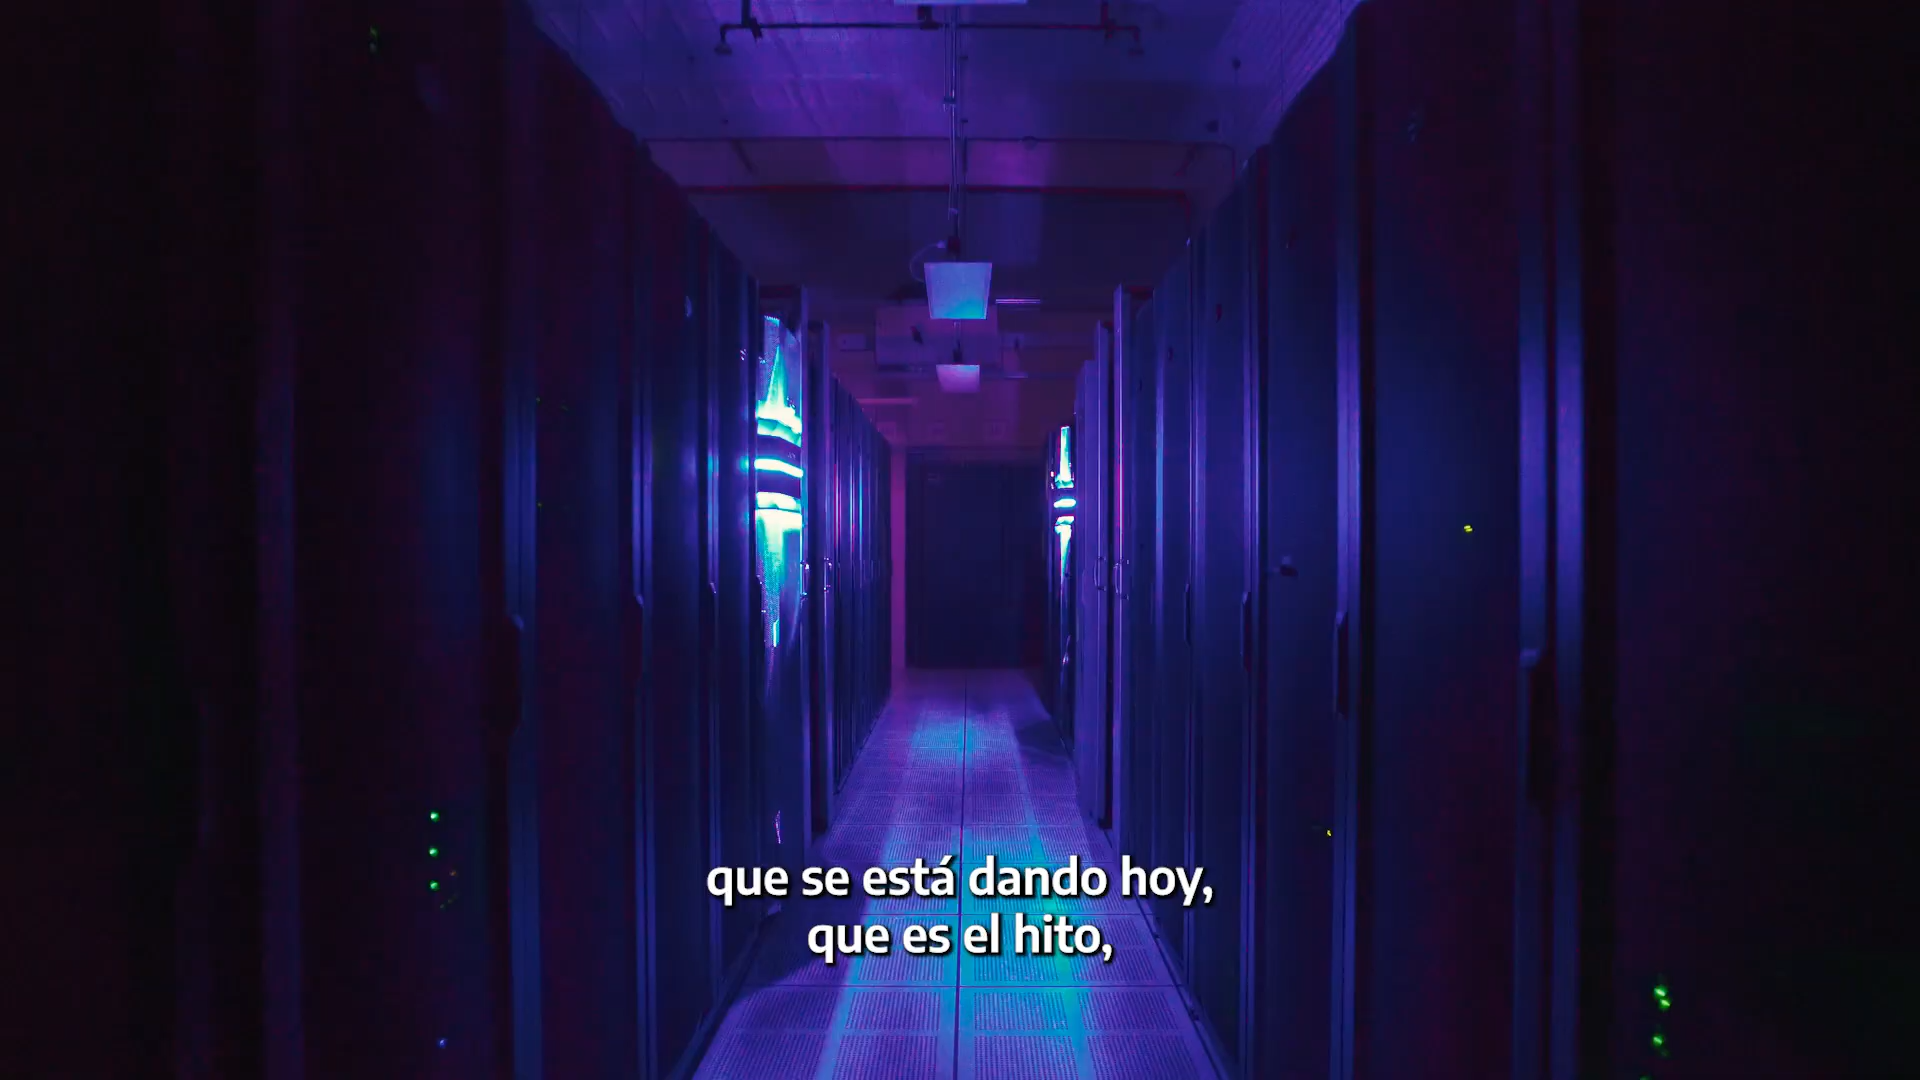 que se está dando hoy,
que es el hito,